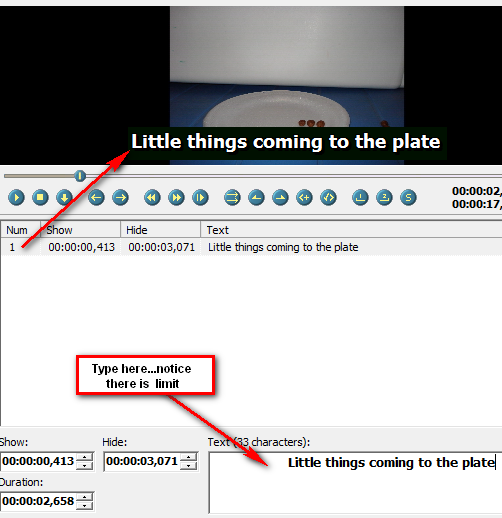 Little things coming to the plate
00:00:02,
00:00:17,
Num Show Hide Text
1 00:00:00,413 00:00:03,071 Little things coming to the plate
Type here...notice
there is limit
Show: Hide: Text (33 characters):
00:00:00,413 00:00:03,071 Little things coming to the plate
Duration:
00:00:02,658